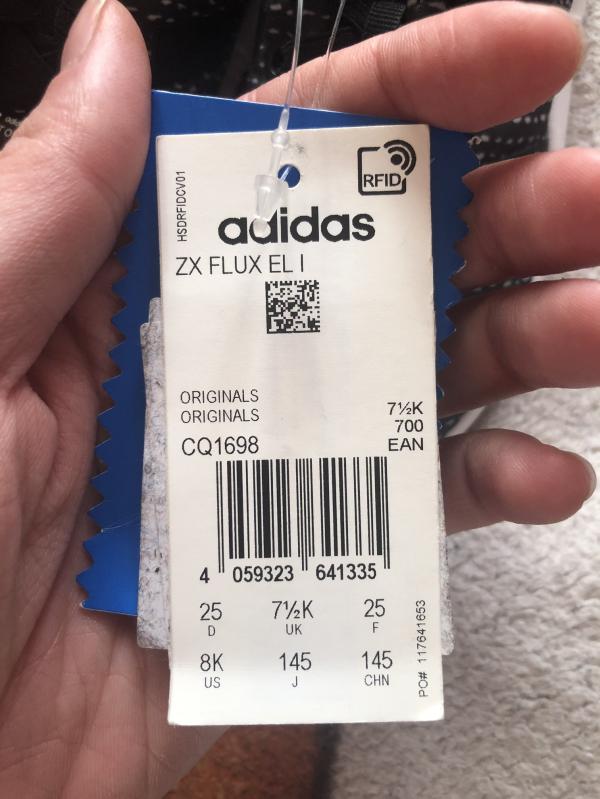 HSDRFIDCV01
RFID
adidas
ZX FLUX EL I
ORIGINALS
ORIGINALS
7½K
700
CQ1698
EAN
4 059323 641335
25 7½K 25
D UK F
8K 145 145
US J CHN
PO# 117641653